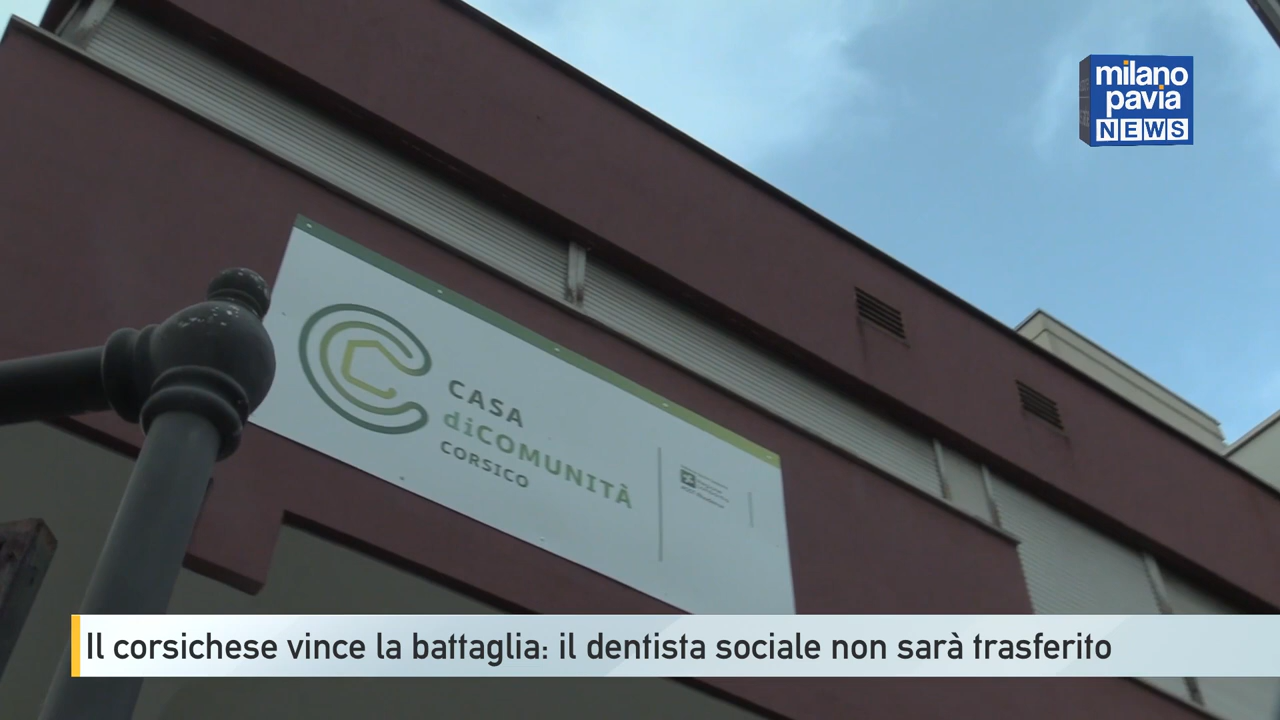 milano
pavia
NEWS
CASA
diCOMUNITÀ
CORSICO
Il corsichese vince la battaglia: il dentista sociale non sarà trasferito